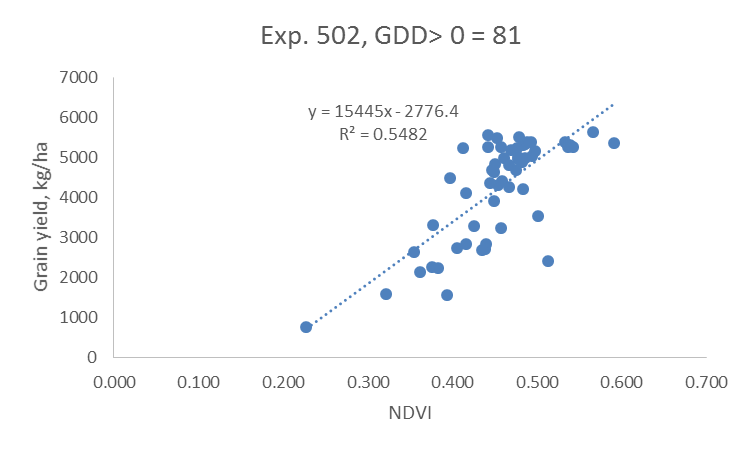 Exp. 502, GDD> 0 = 81
y = 15445x - 2776.4
R² = 0.5482
Grain yield, kg/ha
7000
6000
5000
4000
3000
2000
1000
0
0.000 0.100 0.200 0.300 0.400 0.500 0.600 0.700
NDVI